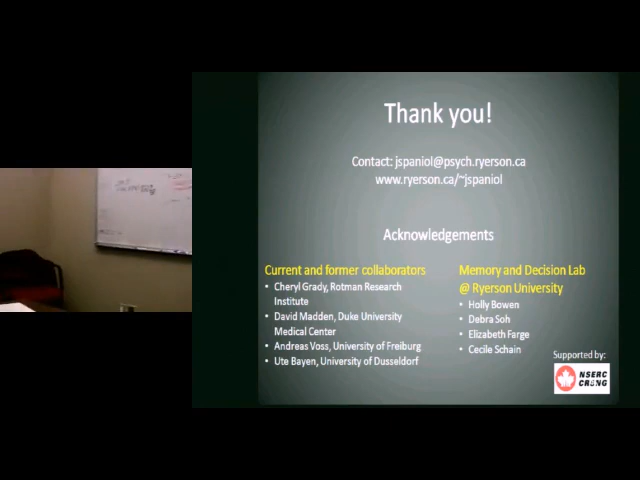 Thank you!
Contact: jspaniol@psych.ryerson.ca
www.ryerson.ca/~jspaniol
Acknowledgements
Current and former collaborators
• Cheryl Grady, Rotman Research
Institute
• David Madden, Duke University
Medical Center
• Andreas Voss, University of Freiburg
• Ute Bayen, University of Dusseldorf
Memory and Decision Lab
@ Ryerson University
• Holly Bowen
• Debra Soh
• Elizabeth Farge
• Cecile Schain
Supported by:
NSERC
CRSNG